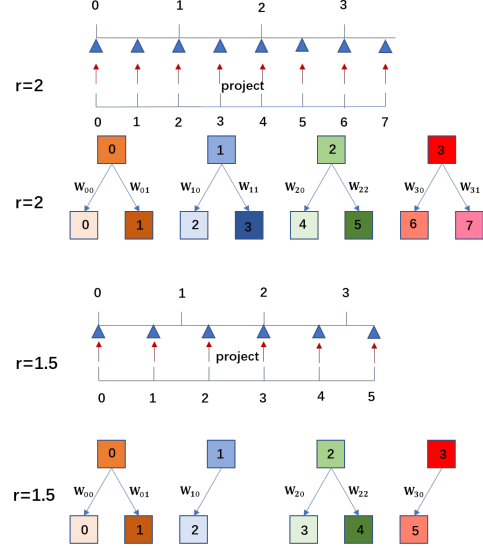 0 1 2 3
project
r=2
0 1 2 3 4 5 6 7
0 1 2 3
r=2
W00 W01 W10 W11 W20 W22 W30 W31
0 1 2 3 4 5 6 7
0 1 2 3
project
r=1.5
0 1 2 3 4 5
0 1 2 3
r=1.5
W00 W01 W10 W20 W22 W30
0 1 2 3 4 5